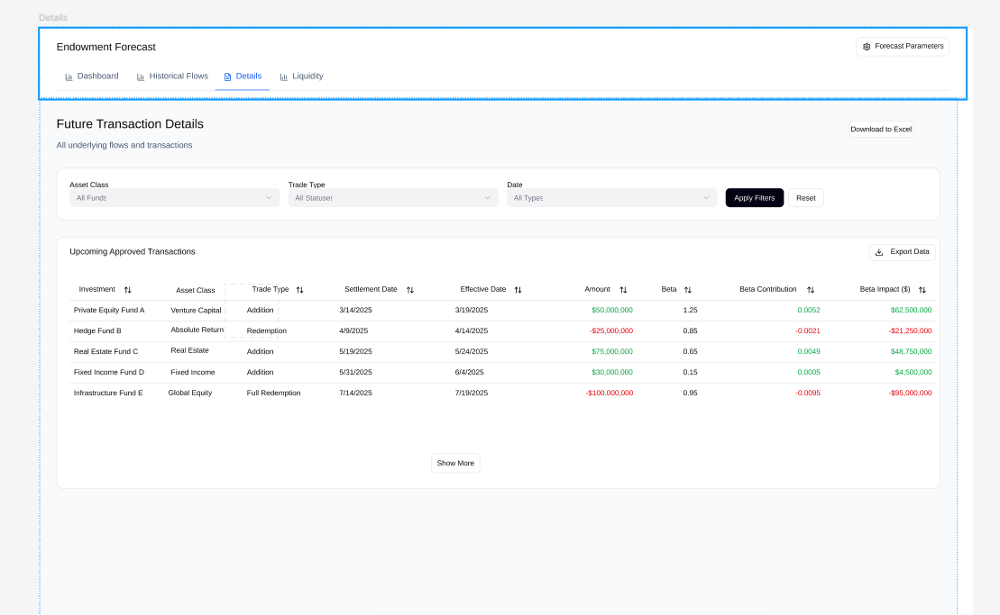 Details
Endowment Forecast
Forecast Parameters
Dashboard Historical Flows Details Liquidity
Future Transaction Details
Download to Excel
All underlying flows and transactions
Asset Class Trade Type Date
All Funds All Statuses All Types Apply Filters Reset
Upcoming Approved Transactions Export Data
Investment Asset Class Trade Type Settlement Date Effective Date Amount Beta Beta Contribution Beta Impact ($)
Private Equity Fund A Venture Capital Addition 3/14/2025 3/19/2025 $50,000,000 1.25 0.0052 $62,500,000
Hedge Fund B Absolute Return Redemption 4/9/2025 4/14/2025 -$25,000,000 0.85 -0.0021 -$21,250,000
Real Estate Fund C Real Estate Addition 5/19/2025 5/24/2025 $75,000,000 0.65 0.0049 $48,750,000
Fixed Income Fund D Fixed Income Addition 5/31/2025 6/4/2025 $30,000,000 0.15 0.0005 $4,500,000
Infrastructure Fund E Global Equity Full Redemption 7/14/2025 7/19/2025 -$100,000,000 0.95 -0.0095 -$95,000,000
Show More